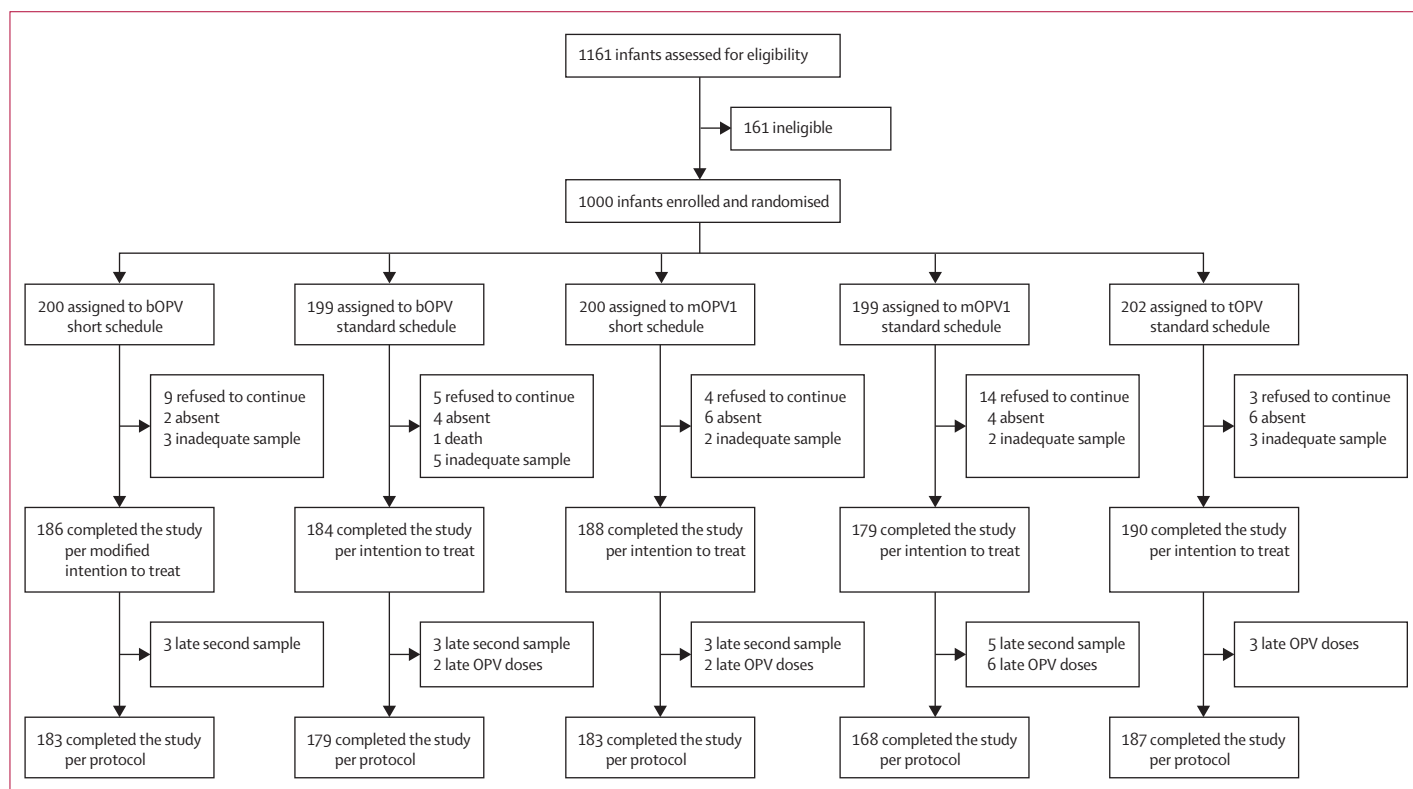 1161 infants assessed for eligibility
161 ineligible
1000 infants enrolled and randomised
200 assigned to bOPV
short schedule
199 assigned to bOPV
standard schedule
200 assigned to mOPV1
short schedule
199 assigned to mOPV1
standard schedule
202 assigned to tOPV
standard schedule
9 refused to continue
2 absent
3 inadequate sample
5 refused to continue
4 absent
1 death
5 inadequate sample
4 refused to continue
6 absent
2 inadequate sample
14 refused to continue
4 absent
2 inadequate sample
3 refused to continue
6 absent
3 inadequate sample
186 completed the study
per modified
intention to treat
184 completed the study
per intention to treat
188 completed the study
per intention to treat
179 completed the study
per intention to treat
190 completed the study
per intention to treat
3 late second sample
3 late second sample
2 late OPV doses
3 late second sample
2 late OPV doses
5 late second sample
6 late OPV doses
3 late OPV doses
183 completed the study
per protocol
179 completed the study
per protocol
183 completed the study
per protocol
168 completed the study
per protocol
187 completed the study
per protocol